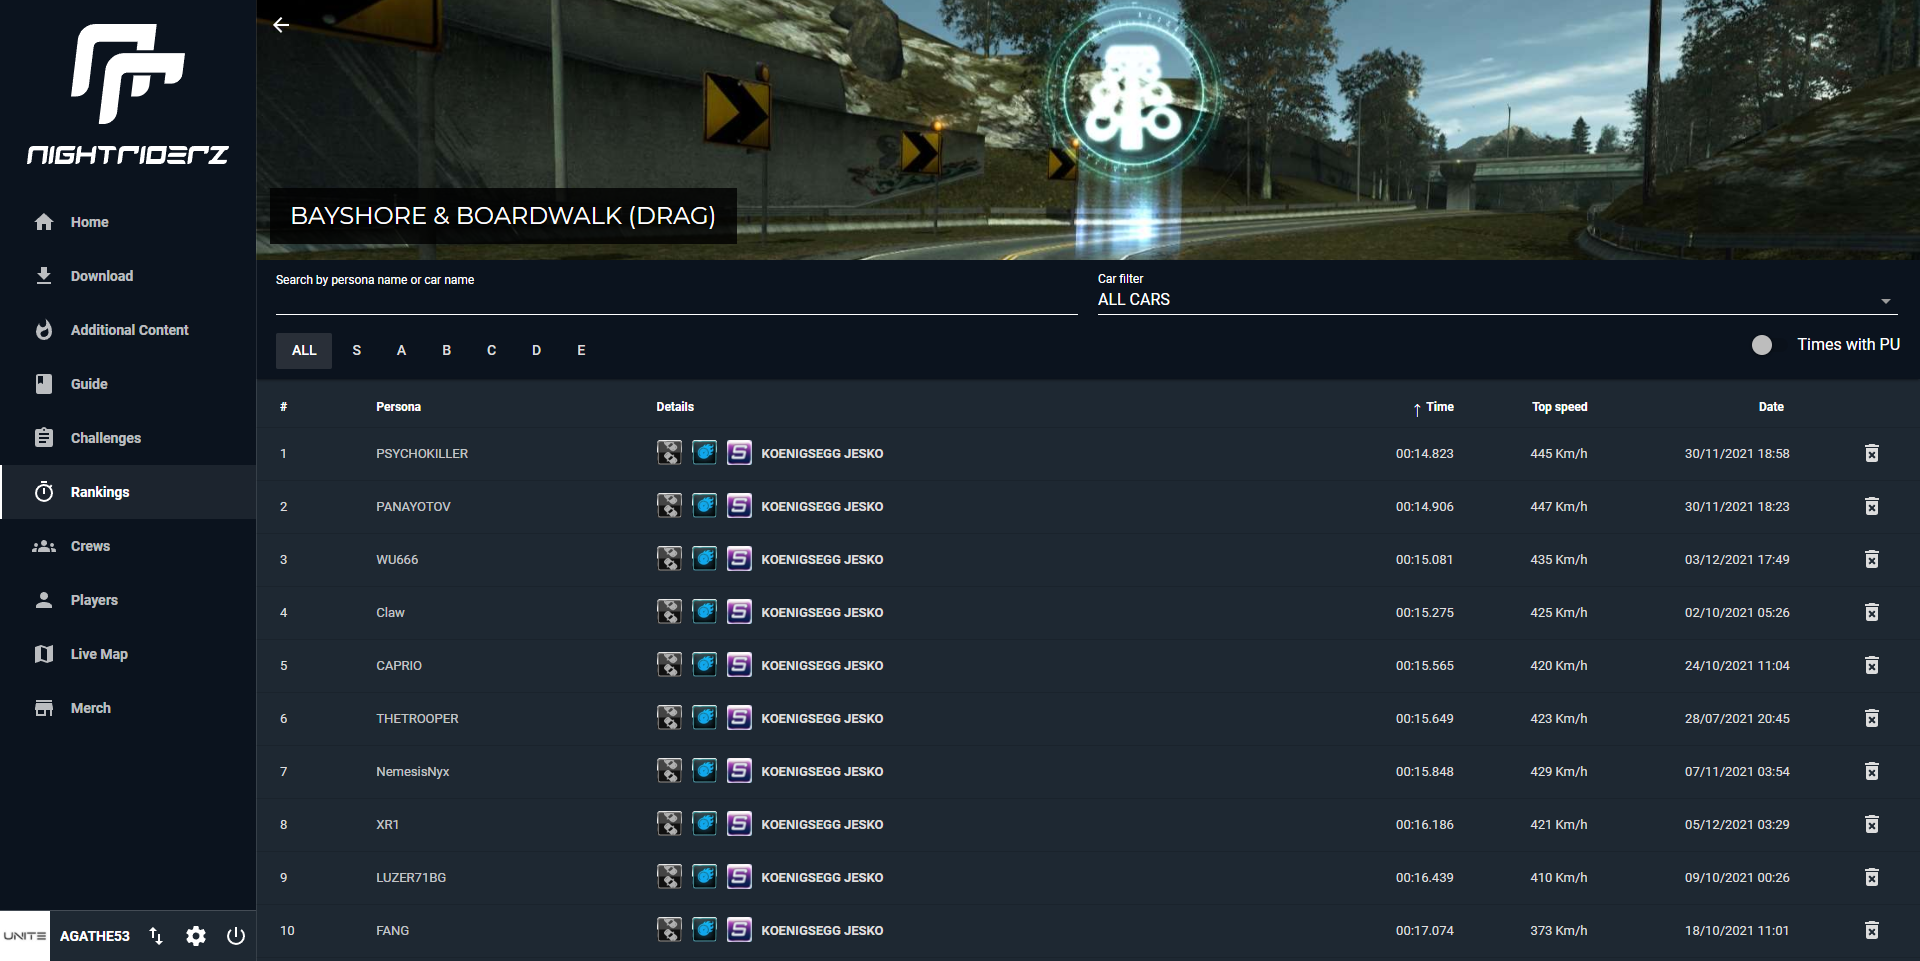 NIGHTRIDERZ
Home
Download
Additional Content
Guide
Challenges
Rankings
Crews
Players
Live Map
Merch
UNITE
AGATHE53
BAYSHORE & BOARDWALK (DRAG)
Search by persona name or car name
Car filter
ALL CARS
ALL S A B C D E
Times with PU
# Persona Details ↑ Time Top speed Date
1 PSYCHOKILLER S KOENIGSEGG JESKO 00:14.823 445 Km/h 30/11/2021 18:58
2 PANAYOTOV S KOENIGSEGG JESKO 00:14.906 447 Km/h 30/11/2021 18:23
3 WU666 S KOENIGSEGG JESKO 00:15.081 435 Km/h 03/12/2021 17:49
4 Claw S KOENIGSEGG JESKO 00:15.275 425 Km/h 02/10/2021 05:26
5 CAPRIO S KOENIGSEGG JESKO 00:15.565 420 Km/h 24/10/2021 11:04
6 THETROOPER S KOENIGSEGG JESKO 00:15.649 423 Km/h 28/07/2021 20:45
7 NemesisNyx S KOENIGSEGG JESKO 00:15.848 429 Km/h 07/11/2021 03:54
8 XR1 S KOENIGSEGG JESKO 00:16.186 421 Km/h 05/12/2021 03:29
9 LUZER71BG S KOENIGSEGG JESKO 00:16.439 410 Km/h 09/10/2021 00:26
10 FANG S KOENIGSEGG JESKO 00:17.074 373 Km/h 18/10/2021 11:01